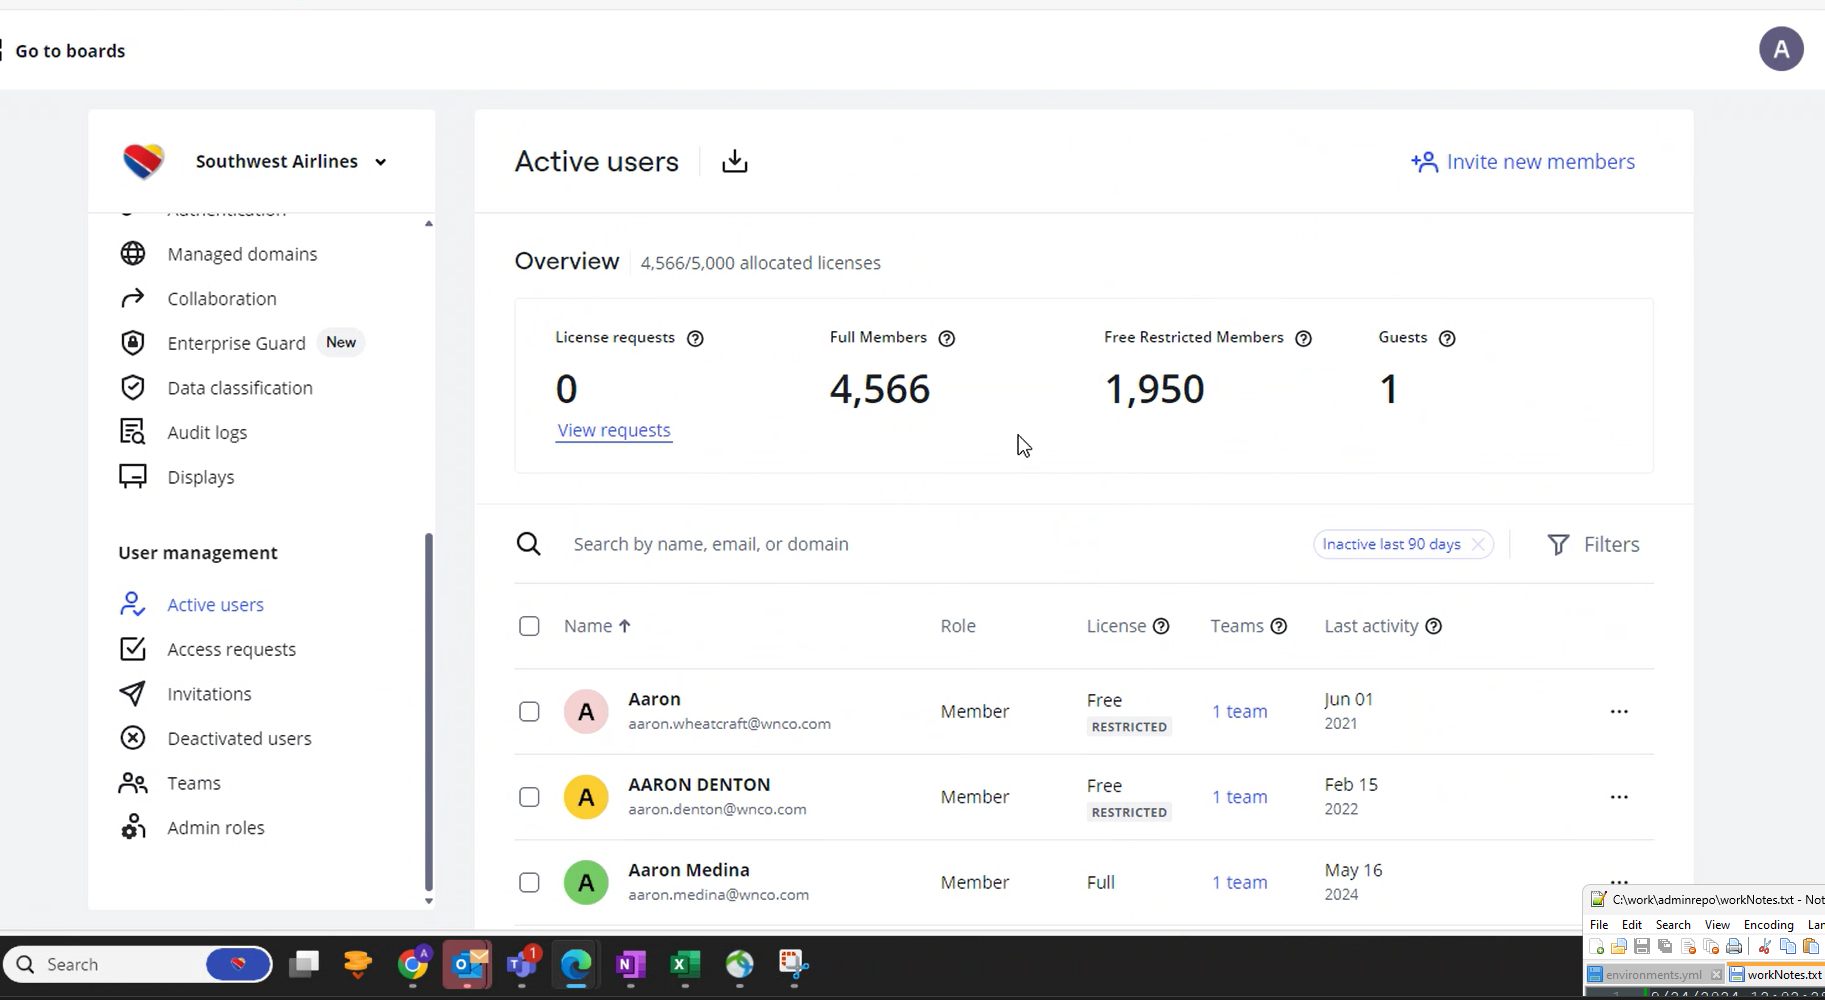 Go to boards
A
Southwest Airlines
Authentication
Managed domains
Collaboration
Enterprise Guard New
Data classification
Audit logs
Displays
User management
Active users
Access requests
Invitations
Deactivated users
Teams
Admin roles
Active users
Invite new members
Overview 4,566/5,000 allocated licenses
License requests Full Members Free Restricted Members Guests
0 4,566 1,950 1
View requests
Search by name, email, or domain Inactive last 90 days Filters
Name Role License Teams Last activity
A Aaron Member Free 1 team Jun 01
aaron.wheatcraft@wnco.com RESTRICTED 2021
A AARON DENTON Member Free 1 team Feb 15
aaron.denton@wnco.com RESTRICTED 2022
A Aaron Medina Member Full 1 team May 16
aaron.medina@wnco.com 2024
C:\work\adminrepo\workNotes.txt - Not
File Edit Search View Encoding Lan
environments.yml workNotes.txt
Search
A
1